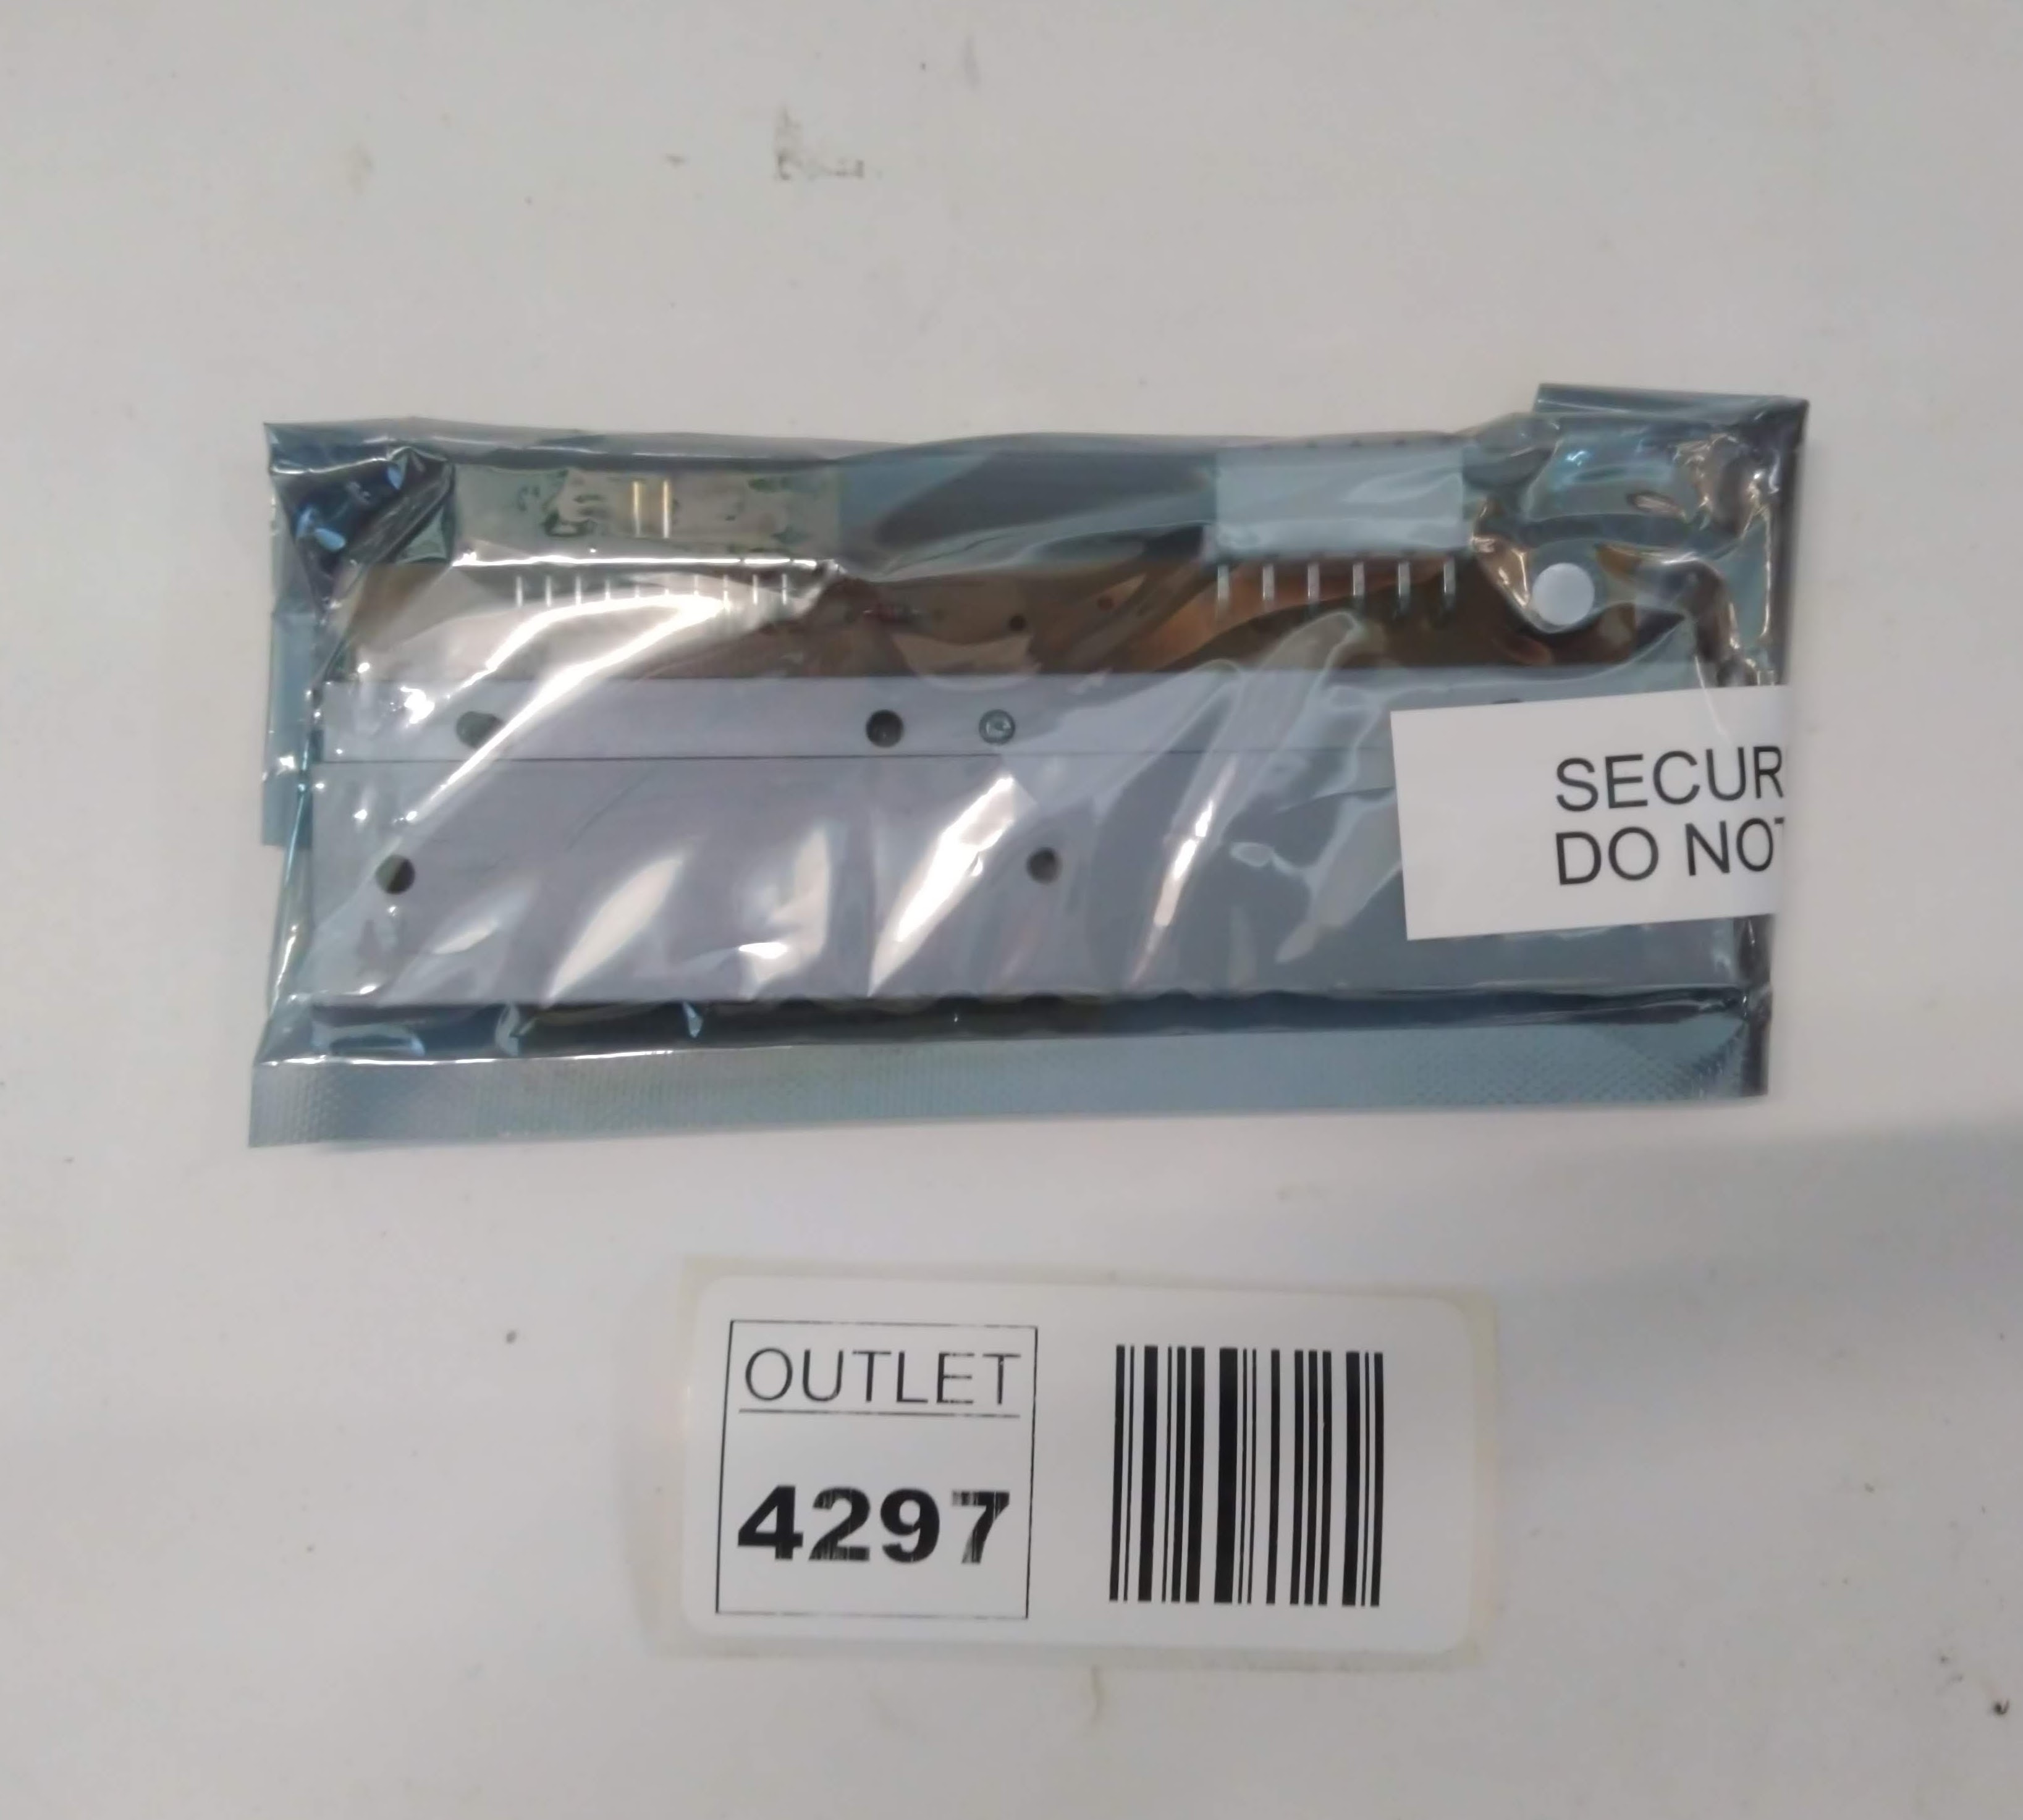 SECUR
DO NOT
OUTLET
4297